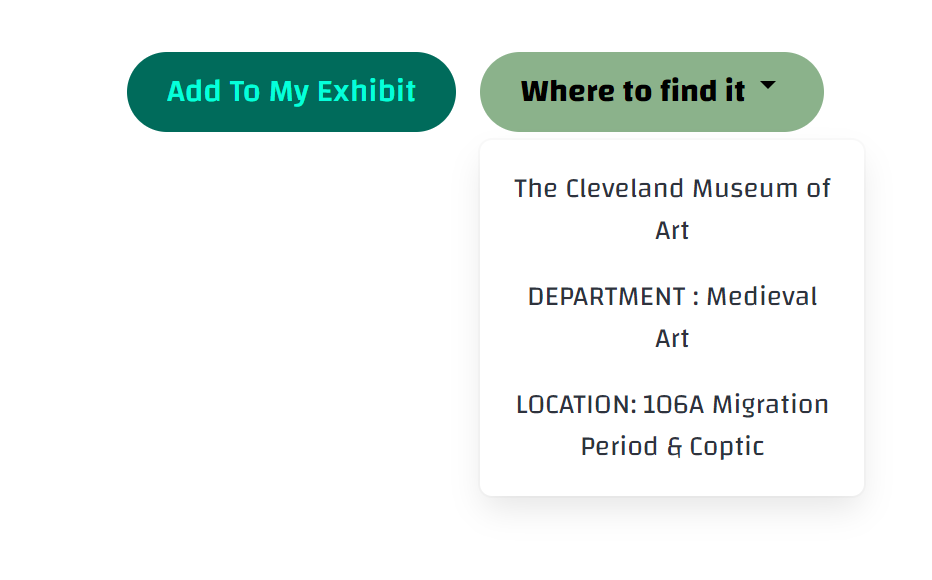 Add To My Exhibit
Where to find it
The Cleveland Museum of
Art
DEPARTMENT : Medieval
Art
LOCATION: 106A Migration
Period & Coptic